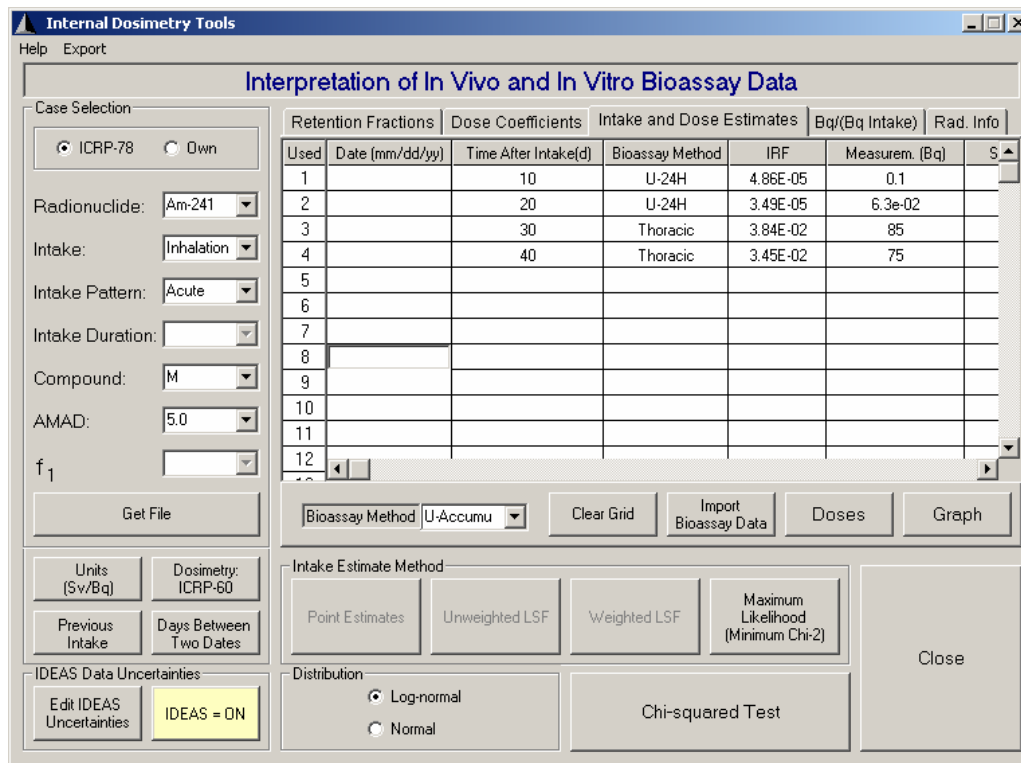 Internal Dosimetry Tools
Help Export
Interpretation of In Vivo and In Vitro Bioassay Data
Case Selection
ICRP-78 Own
Radionuclide: Am-241
Intake: Inhalation
Intake Pattern: Acute
Intake Duration:
Compound: M
AMAD: 5.0
f1
Get File
Units
(Sv/Bq)
Dosimetry:
ICRP-60
Previous
Intake
Days Between
Two Dates
IDEAS Data Uncertainties
Edit IDEAS
Uncertainties
IDEAS = ON
Retention Fractions Dose Coefficients Intake and Dose Estimates Bq/(Bq Intake) Rad. Info
Used Date (mm/dd/yy) Time After Intake(d) Bioassay Method IRF Measurem. (Bq) S
1 10 U-24H 4.86E-05 0.1
2 20 U-24H 3.49E-05 6.3e-02
3 30 Thoracic 3.84E-02 85
4 40 Thoracic 3.45E-02 75
5
6
7
8
9
10
11
12
Bioassay Method U-Accumu
Clear Grid
Import
Bioassay Data
Doses
Graph
Intake Estimate Method
Point Estimates
Unweighted LSF
Weighted LSF
Maximum
Likelihood
(Minimum Chi-2)
Distribution
Log-normal
Normal
Chi-squared Test
Close